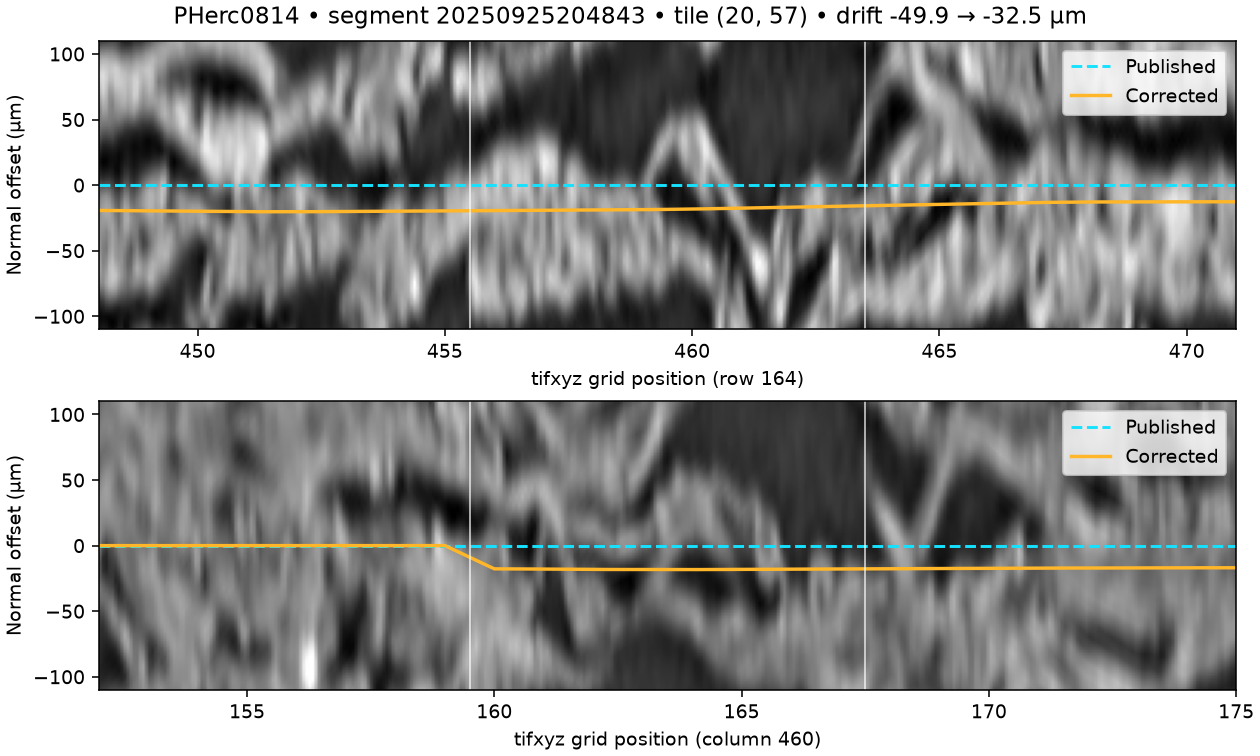 PHerc0814 • segment 20250925204843 • tile (20, 57) • drift -49.9 → -32.5 µm
100
50
0
−50
−100
Normal offset (µm)
Published
Corrected
450 455 460 465 470
tifxyz grid position (row 164)
100
50
0
−50
−100
Normal offset (µm)
Published
Corrected
155 160 165 170 175
tifxyz grid position (column 460)